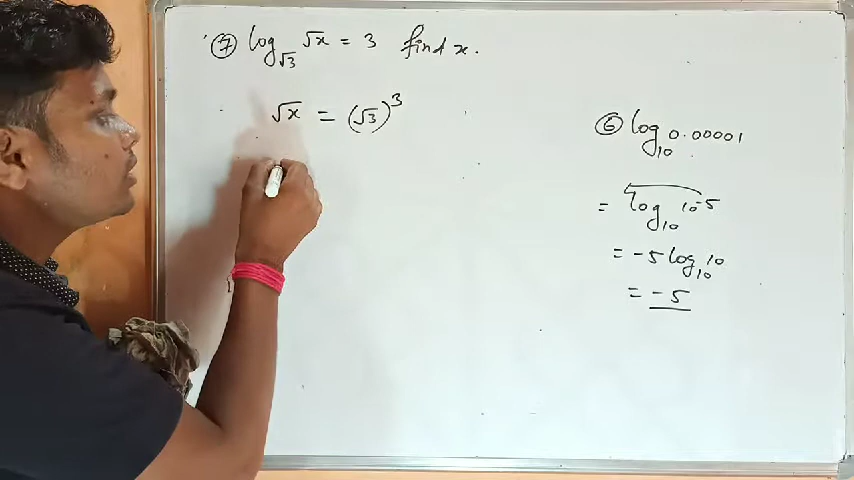 ⑦ log√3 √x = 3 find x.
√x = (√3)³
⑥ log₁₀ 0.00001
= log₁₀ 10⁻⁵
= -5 log₁₀ 10
= -5